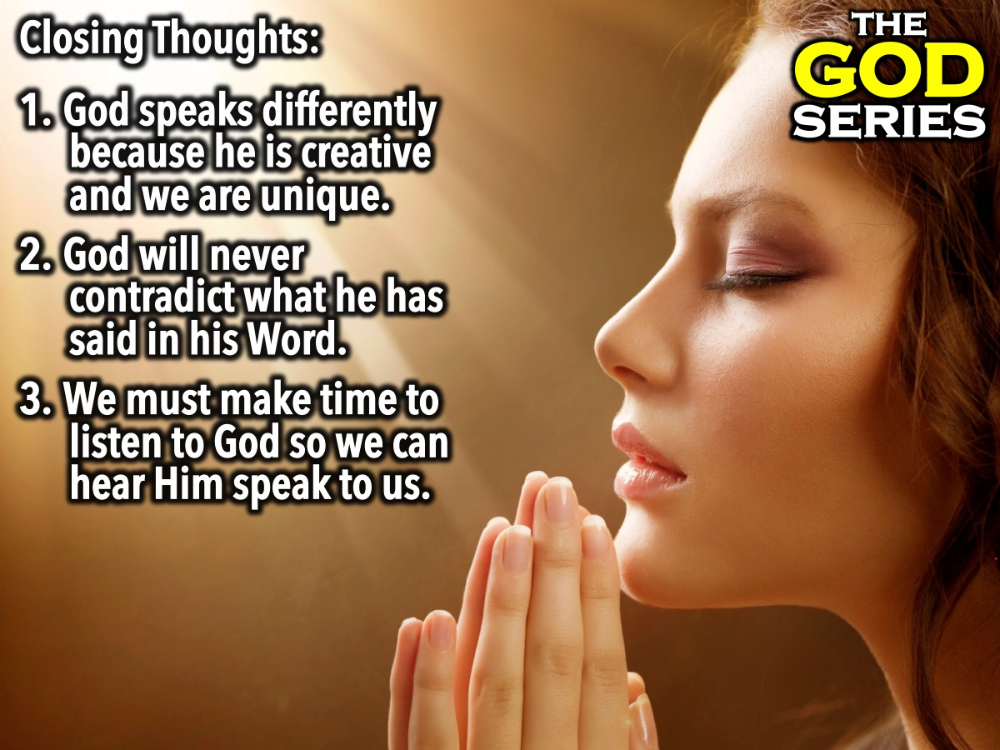 Closing Thoughts:
1. God speaks differently
because he is creative
and we are unique.
2. God will never
contradict what he has
said in his Word.
3. We must make time to
listen to God so we can
hear Him speak to us.
THE
GOD
SERIES